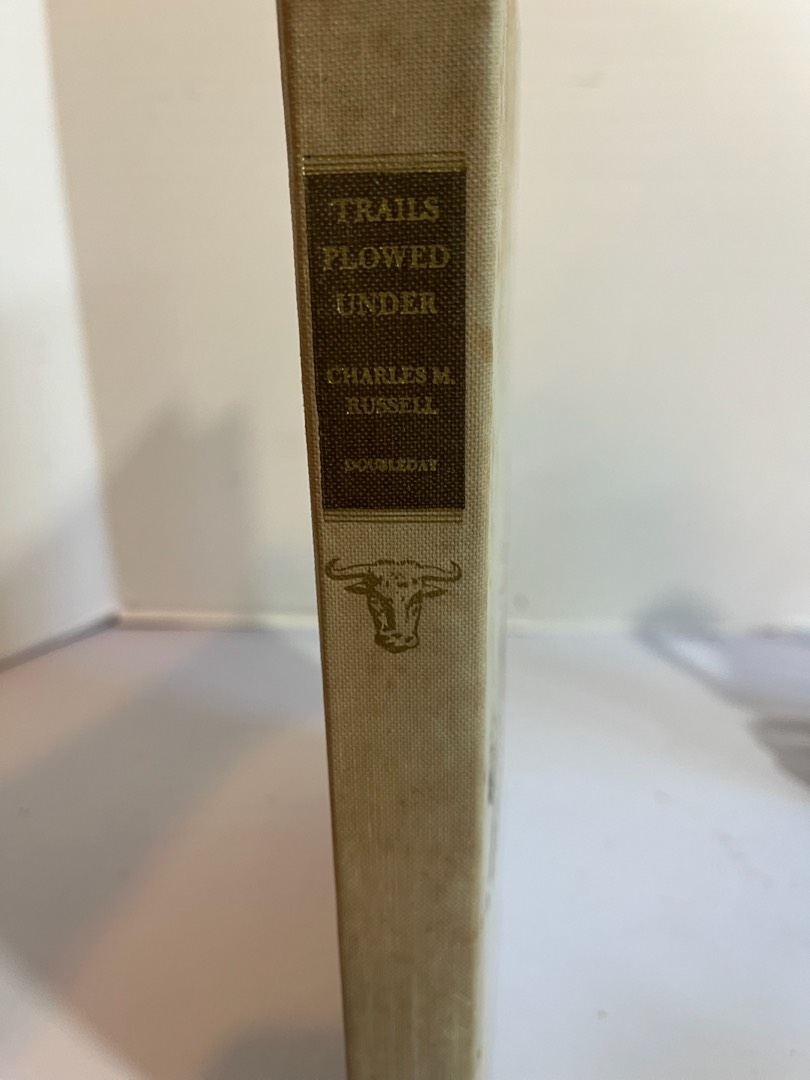 TRAILS
PLOWED
UNDER
CHARLES M.
RUSSELL
DOUBLEDAY